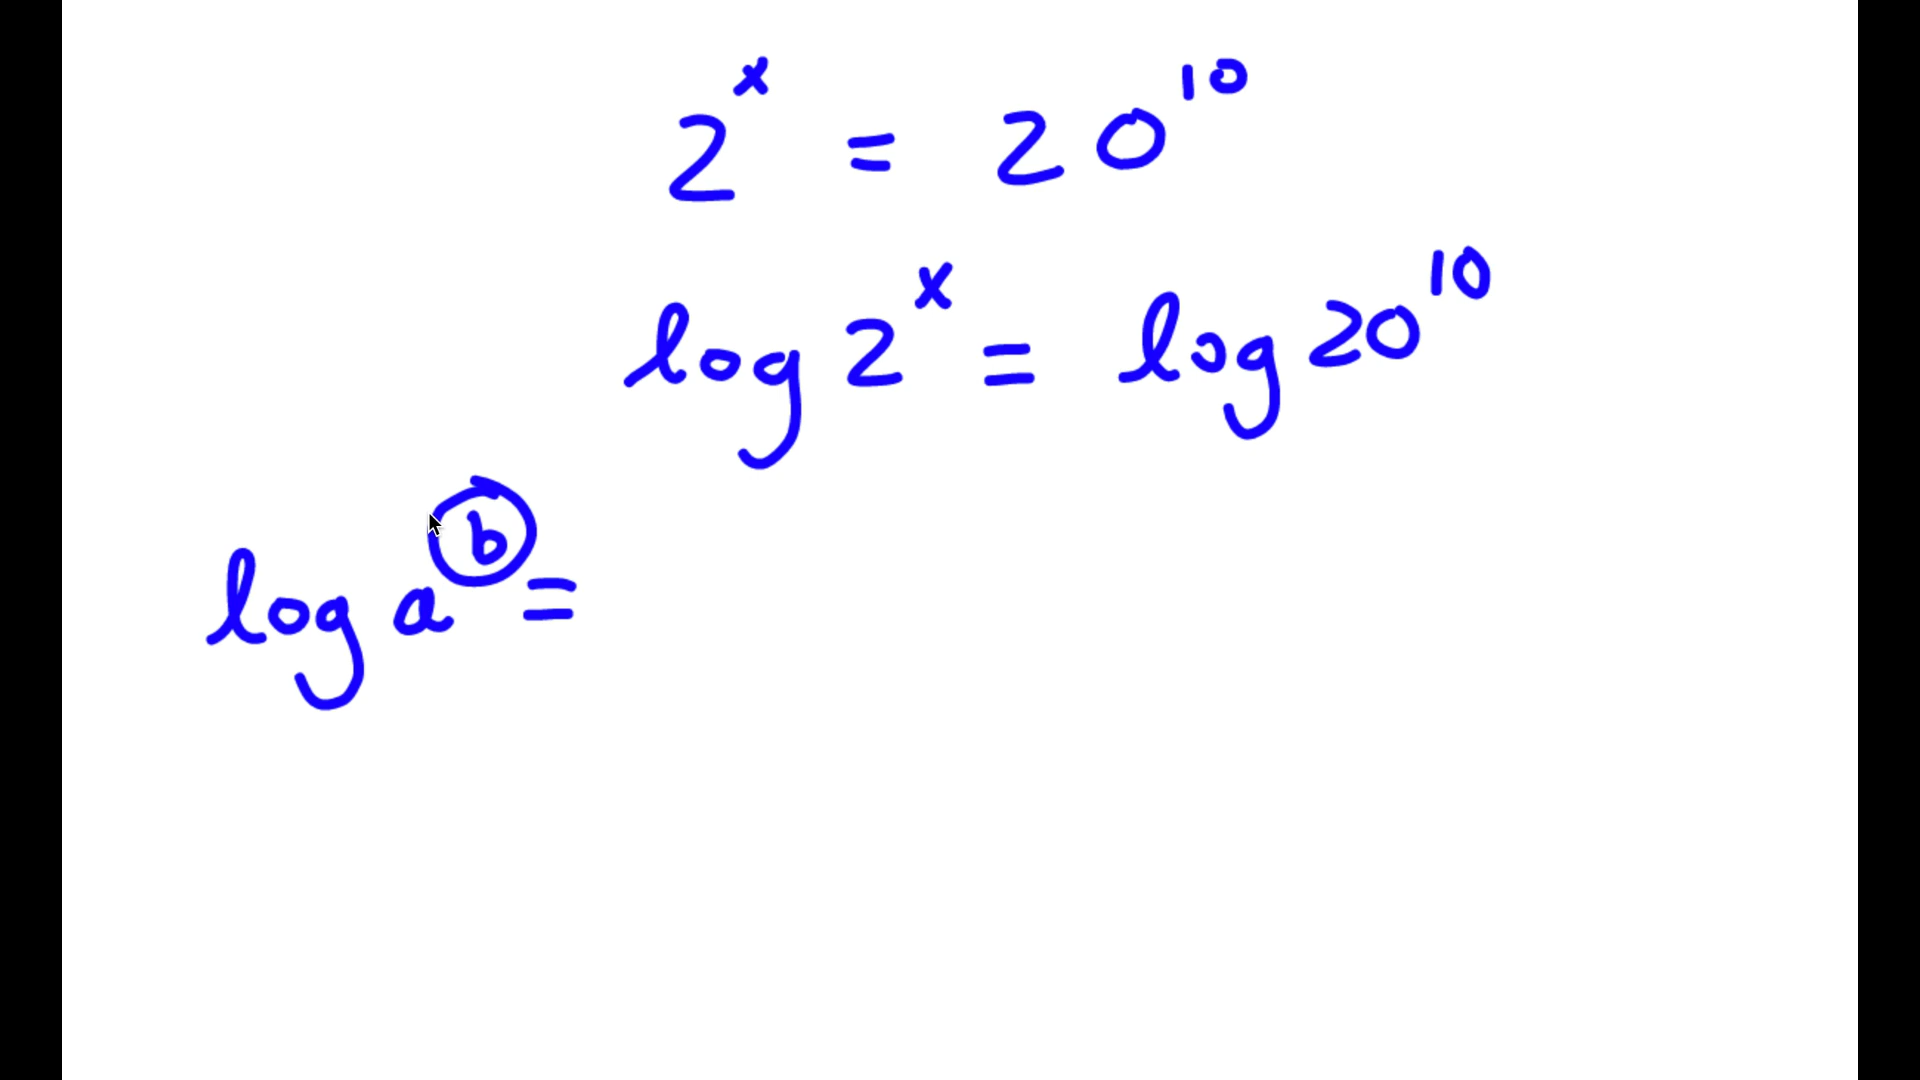 2^x = 20^10
log 2^x = log 20^10
log a^b =